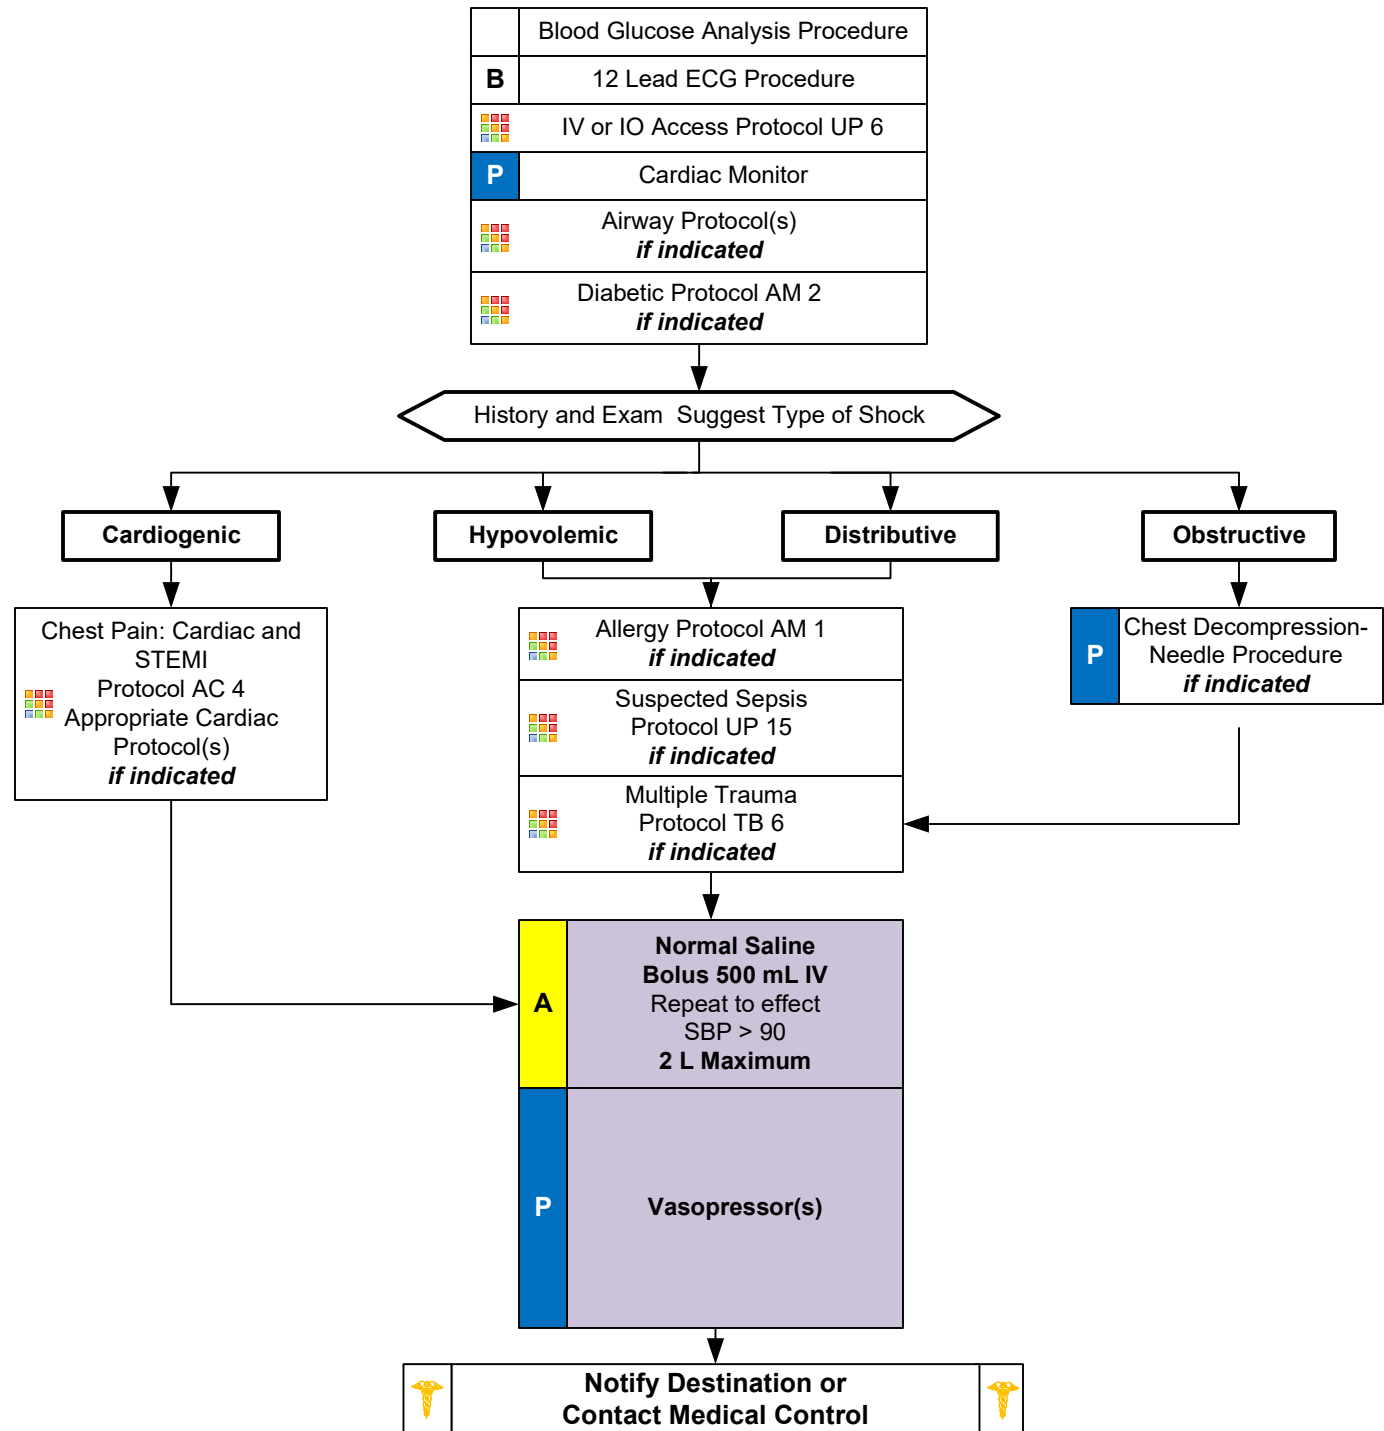 Blood Glucose Analysis Procedure
B
12 Lead ECG Procedure
IV or IO Access Protocol UP 6
P
Cardiac Monitor
Airway Protocol(s)
if indicated
Diabetic Protocol AM 2
if indicated
History and Exam  Suggest Type of Shock
Cardiogenic
Hypovolemic
Distributive
Obstructive
Chest Pain: Cardiac and
STEMI
Protocol AC 4
Appropriate Cardiac
Protocol(s)
if indicated
Allergy Protocol AM 1
if indicated
Suspected Sepsis
Protocol UP 15
if indicated
Multiple Trauma
Protocol TB 6
if indicated
P
Chest Decompression-
Needle Procedure
if indicated
A
Normal Saline
Bolus 500 mL IV
Repeat to effect
SBP > 90
2 L Maximum
P
Vasopressor(s)
Notify Destination or
Contact Medical Control